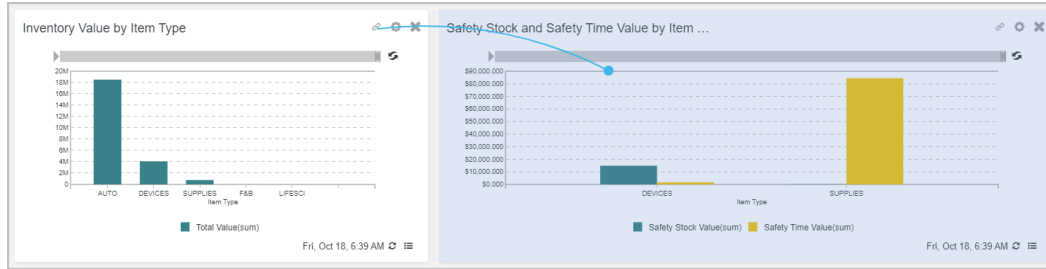 Inventory Value by Item Type
20M
18M
16M
14M
12M
10M
8M
6M
4M
2M
0
AUTO DEVICES SUPPLIES F&B LIFESCI
Item Type
Total Value(sum)
Fri, Oct 18, 6:39 AM
Safety Stock and Safety Time Value by Item ...
$90,000.000
$80,000.000
$70,000.000
$60,000.000
$50,000.000
$40,000.000
$30,000.000
$20,000.000
$10,000.000
$0.000
DEVICES SUPPLIES
Item Type
Safety Stock Value(sum) Safety Time Value(sum)
Fri, Oct 18, 6:39 AM